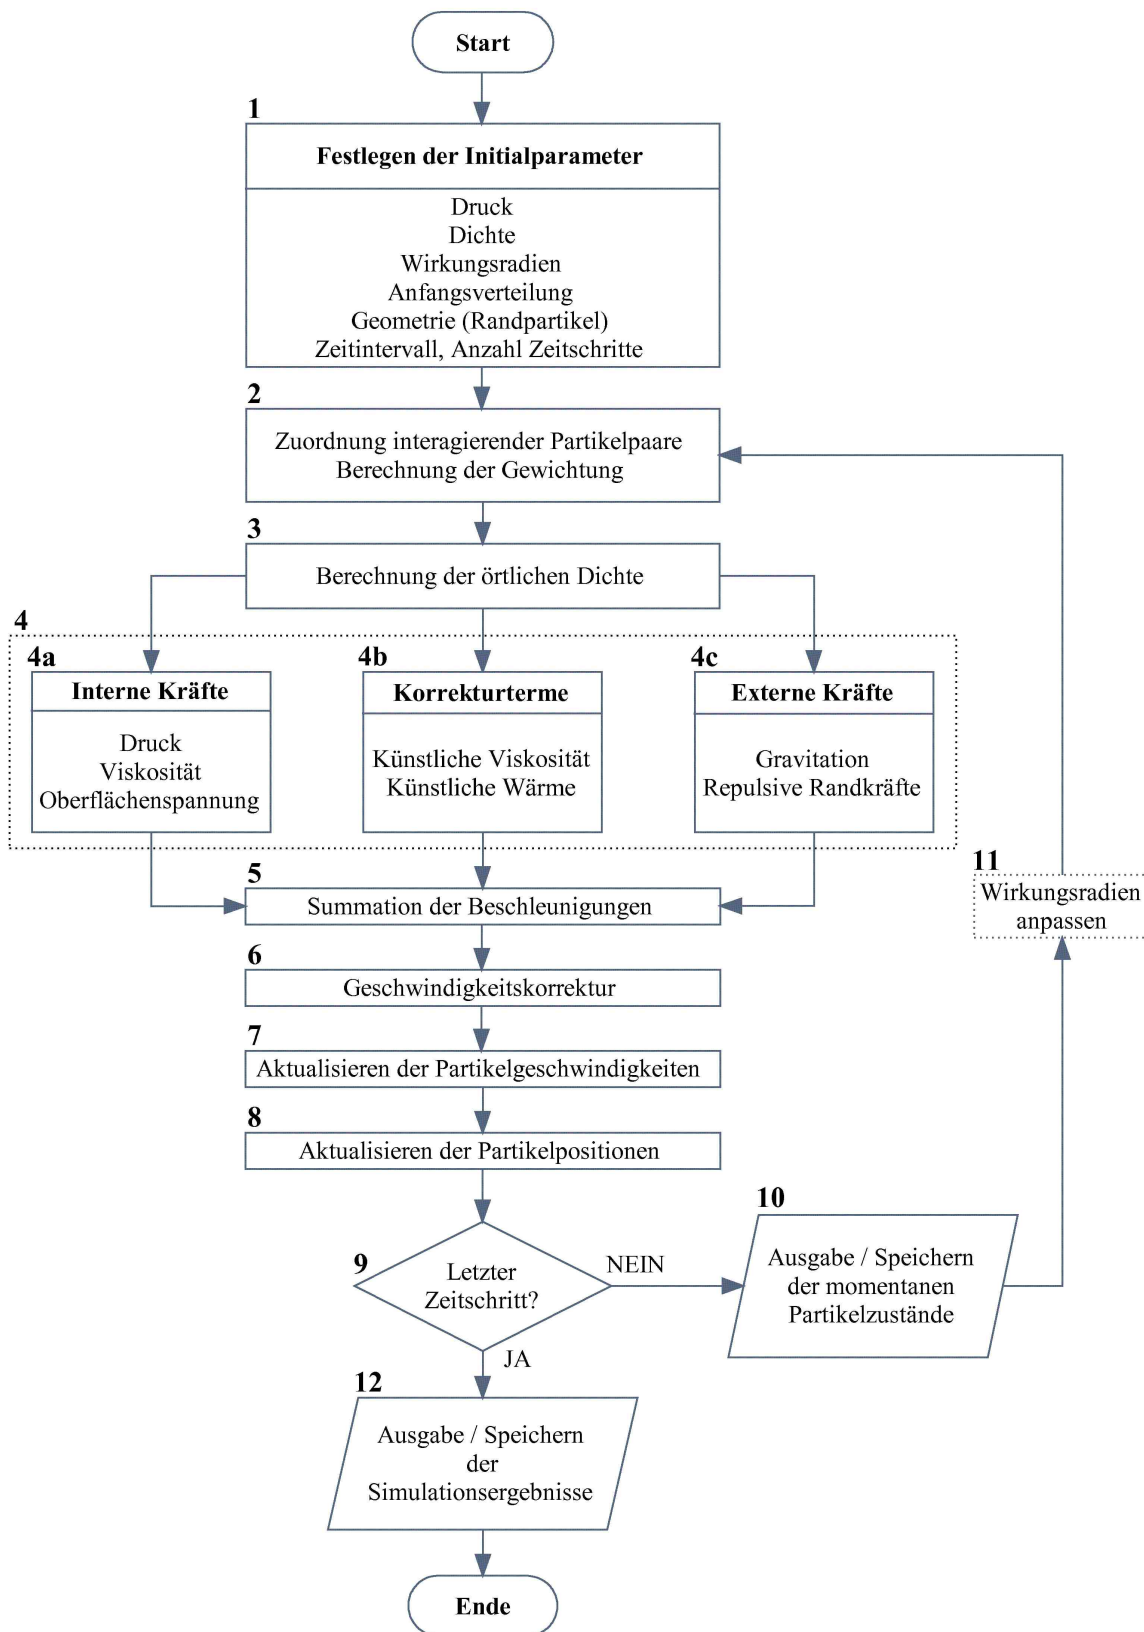 Start
1
Festlegen der Initialparameter
Druck
Dichte
Wirkungsradien
Anfangsverteilung
Geometrie (Randpartikel)
Zeitintervall, Anzahl Zeitschritte
2
Zuordnung interagierender Partikelpaare
Berechnung der Gewichtung
3
Berechnung der örtlichen Dichte
4
4a
Interne Kräfte
Druck
Viskosität
Oberflächenspannung
4b
Korrekturterme
Künstliche Viskosität
Künstliche Wärme
4c
Externe Kräfte
Gravitation
Repulsive Randkräfte
5
Summation der Beschleunigungen
6
Geschwindigkeitskorrektur
7
Aktualisieren der Partikelgeschwindigkeiten
8
Aktualisieren der Partikelpositionen
9
Letzter
Zeitschritt?
NEIN
10
Ausgabe / Speichern
der momentanen
Partikelzustände
11
Wirkungsradien
anpassen
JA
12
Ausgabe / Speichern
der
Simulationsergebnisse
Ende